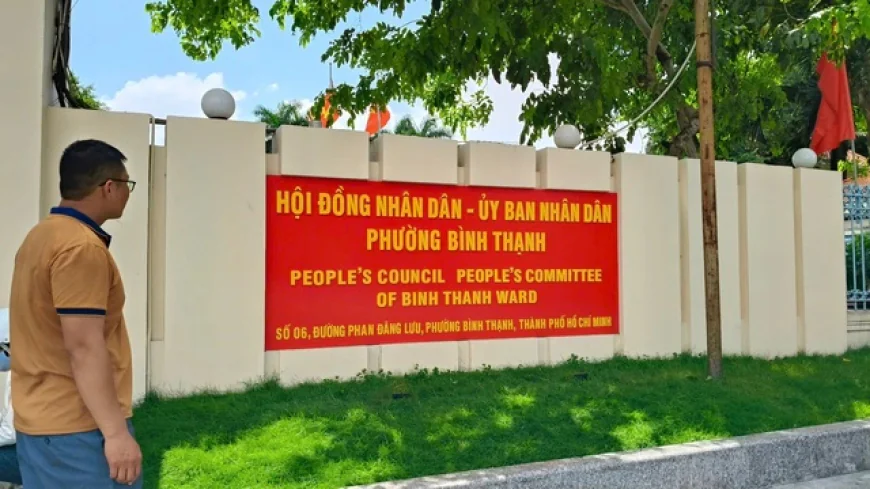 HỘI ĐỒNG NHÂN DÂN - ỦY BAN NHÂN DÂN
PHƯỜNG BÌNH THẠNH
PEOPLE'S COUNCIL PEOPLE'S COMMITTEE
OF BINH THANH WARD
SỐ 06, ĐƯỜNG PHAN ĐĂNG LƯU, PHƯỜNG BÌNH THẠNH, THÀNH PHỐ HỒ CHÍ MINH